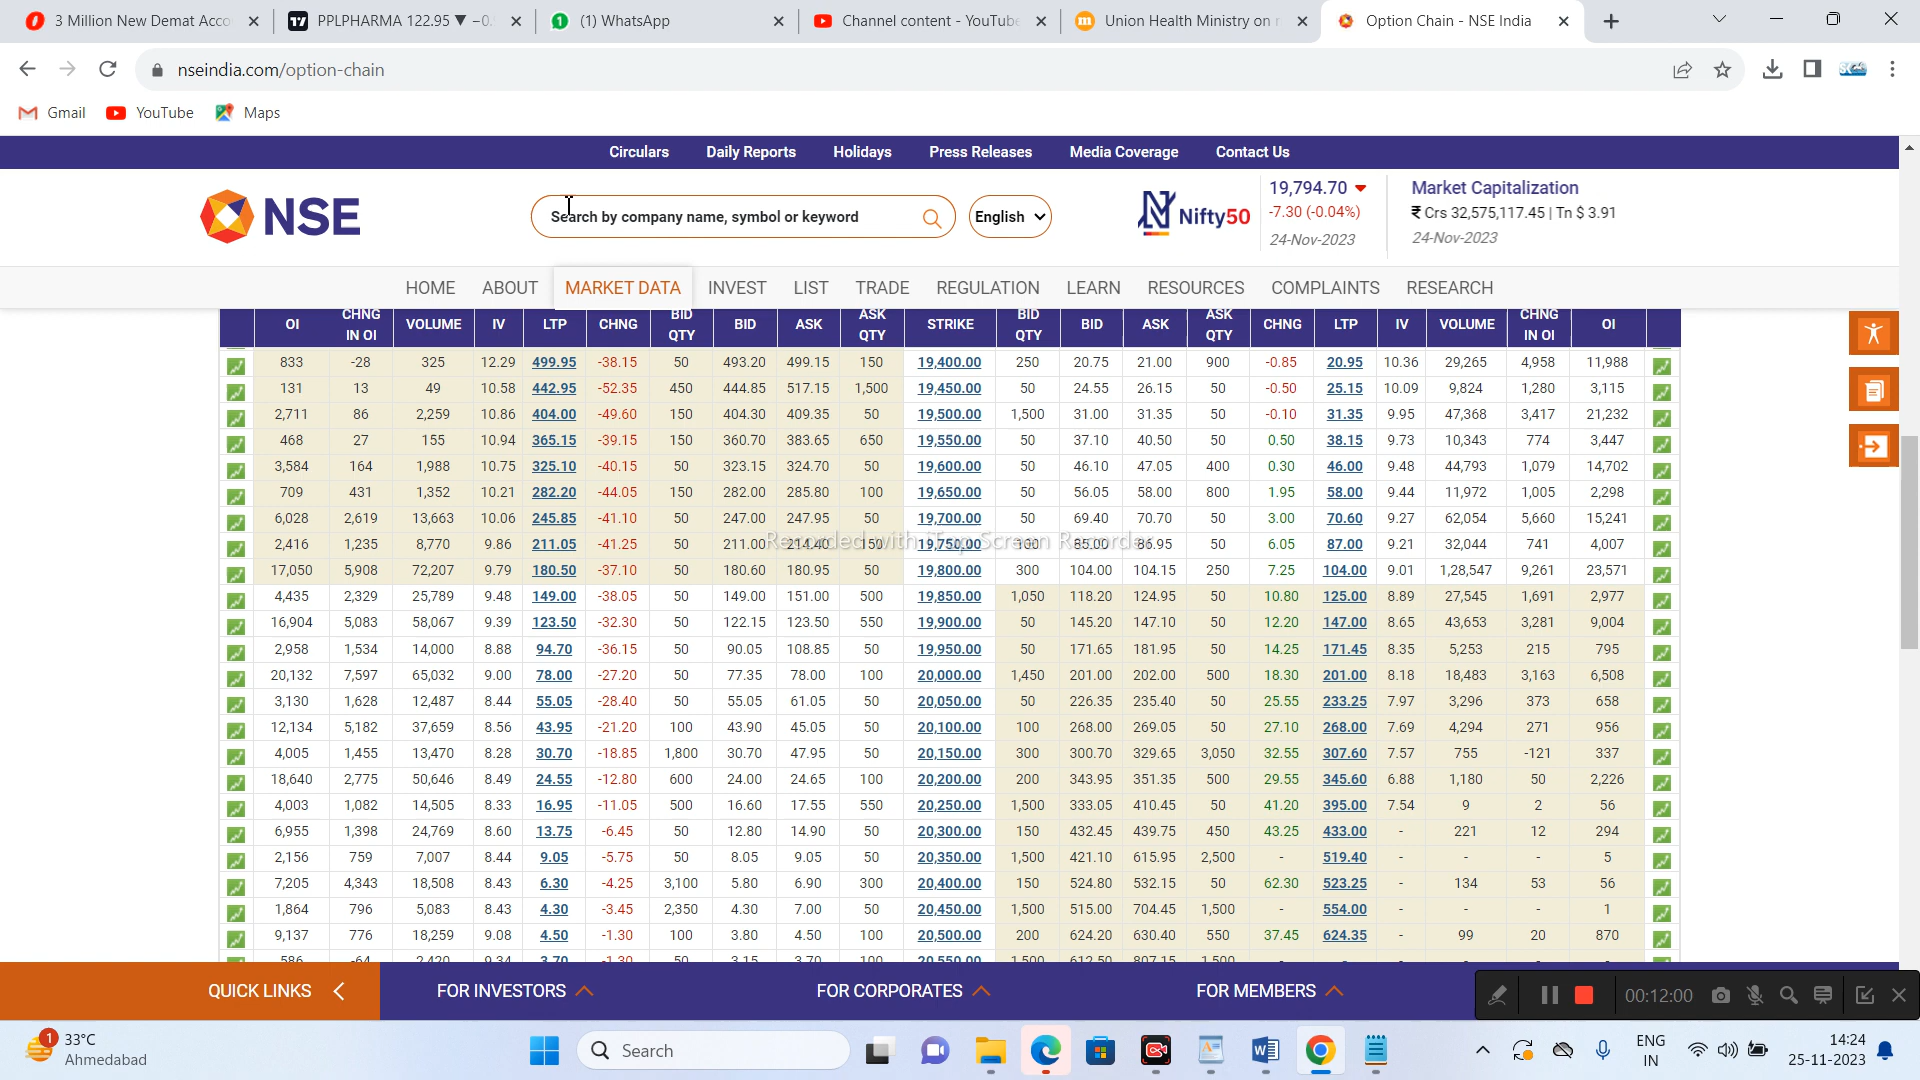 3 Million New Demat Acco
PPLPHARMA 122.95 ▼ −0.
(1) WhatsApp
Channel content - YouTube
Union Health Ministry on r
Option Chain - NSE India
nseindia.com/option-chain
Gmail YouTube Maps
Circulars Daily Reports Holidays Press Releases Media Coverage Contact Us
NSE
Search by company name, symbol or keyword
English
Nifty50
19,794.70
-7.30 (-0.04%)
24-Nov-2023
Market Capitalization
₹ Crs 32,575,117.45 | Tn $ 3.91
24-Nov-2023
HOME ABOUT MARKET DATA INVEST LIST TRADE REGULATION LEARN RESOURCES COMPLAINTS RESEARCH
OI CHNG IN OI VOLUME IV LTP CHNG BID QTY BID ASK ASK QTY STRIKE BID QTY BID ASK ASK QTY CHNG LTP IV VOLUME CHNG IN OI OI
833 -28 325 12.29 499.95 -38.15 50 493.20 499.15 150 19,400.00 250 20.75 21.00 900 -0.85 20.95 10.36 29,265 4,958 11,988
131 13 49 10.58 442.95 -52.35 450 444.85 517.15 1,500 19,450.00 50 24.55 26.15 50 -0.50 25.15 10.09 9,824 1,280 3,115
2,711 86 2,259 10.86 404.00 -49.60 150 404.30 409.35 50 19,500.00 1,500 31.00 31.35 50 -0.10 31.35 9.95 47,368 3,417 21,232
468 27 155 10.94 365.15 -39.15 150 360.70 383.65 650 19,550.00 50 37.10 40.50 50 0.50 38.15 9.73 10,343 774 3,447
3,584 164 1,988 10.75 325.10 -40.15 50 323.15 324.70 50 19,600.00 50 46.10 47.05 400 0.30 46.00 9.48 44,793 1,079 14,702
709 431 1,352 10.21 282.20 -44.05 150 282.00 285.80 100 19,650.00 50 56.05 58.00 800 1.95 58.00 9.44 11,972 1,005 2,298
6,028 2,619 13,663 10.06 245.85 -41.10 50 247.00 247.95 50 19,700.00 50 69.40 70.70 50 3.00 70.60 9.27 62,054 5,660 15,241
2,416 1,235 8,770 9.86 211.05 -41.25 50 211.00 214.40 150 19,750.00 100 85.00 86.95 50 6.05 87.00 9.21 32,044 741 4,007
Recorded with iTop Screen Recorder
17,050 5,908 72,207 9.79 180.50 -37.10 50 180.60 180.95 50 19,800.00 300 104.00 104.15 250 7.25 104.00 9.01 1,28,547 9,261 23,571
4,435 2,329 25,789 9.48 149.00 -38.05 50 149.00 151.00 500 19,850.00 1,050 118.20 124.95 50 10.80 125.00 8.89 27,545 1,691 2,977
16,904 5,083 58,067 9.39 123.50 -32.30 50 122.15 123.50 550 19,900.00 50 145.20 147.10 50 12.20 147.00 8.65 43,653 3,281 9,004
2,958 1,534 14,000 8.88 94.70 -36.15 50 90.05 108.85 50 19,950.00 50 171.65 181.95 50 14.25 171.45 8.35 5,253 215 795
20,132 7,597 65,032 9.00 78.00 -27.20 50 77.35 78.00 100 20,000.00 1,450 201.00 202.00 500 18.30 201.00 8.18 18,483 3,163 6,508
3,130 1,628 12,487 8.44 55.05 -28.40 50 55.05 61.05 50 20,050.00 50 226.35 235.40 50 25.55 233.25 7.97 3,296 373 658
12,134 5,182 37,659 8.56 43.95 -21.20 100 43.90 45.05 50 20,100.00 100 268.00 269.05 50 27.10 268.00 7.69 4,294 271 956
4,005 1,455 13,470 8.28 30.70 -18.85 1,800 30.70 47.95 50 20,150.00 300 300.70 329.65 3,050 32.55 307.60 7.57 755 -121 337
18,640 2,775 50,646 8.49 24.55 -12.80 600 24.00 24.65 100 20,200.00 200 343.95 351.35 500 29.55 345.60 6.88 1,180 50 2,226
4,003 1,082 14,505 8.33 16.95 -11.05 500 16.60 17.55 550 20,250.00 1,500 333.05 410.45 50 41.20 395.00 7.54 9 2 56
6,955 1,398 24,769 8.60 13.75 -6.45 50 12.80 14.90 50 20,300.00 150 432.45 439.75 450 43.25 433.00 - 221 12 294
2,156 759 7,007 8.44 9.05 -5.75 50 8.05 9.05 50 20,350.00 1,500 421.10 615.95 2,500 - 519.40 - - - 5
7,205 4,343 18,508 8.43 6.30 -4.25 3,100 5.80 6.90 300 20,400.00 150 524.80 532.15 50 62.30 523.25 - 134 53 56
1,864 796 5,083 8.43 4.30 -3.45 2,350 4.30 7.00 50 20,450.00 1,500 515.00 704.45 1,500 - 554.00 - - - 1
9,137 776 18,259 9.08 4.50 -1.30 100 3.80 4.50 100 20,500.00 200 624.20 630.40 550 37.45 624.35 - 99 20 870
586 -64 2,420 9.34 3.70 -1.30 50 3.15 3.70 100 20,550.00 1,500 612.50 807.15 1,500 - - - - - -
QUICK LINKS FOR INVESTORS FOR CORPORATES FOR MEMBERS
00:12:00
1
33°C
Ahmedabad
Search
ENG
IN
14:24
25-11-2023